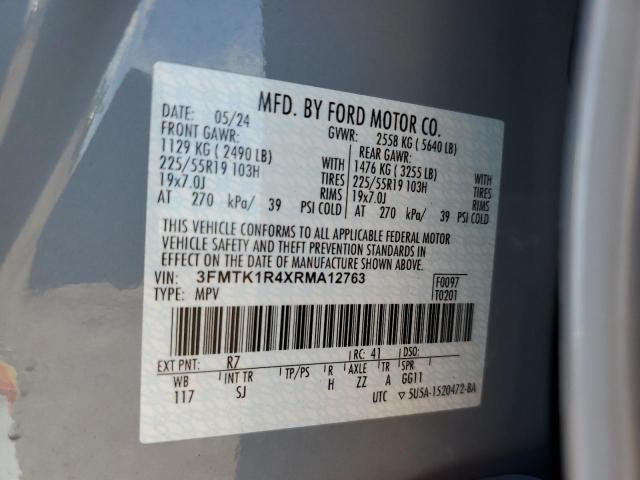 MFD. BY FORD MOTOR CO.
DATE: 05/24 GVWR: 2558 KG ( 5640 LB)
FRONT GAWR: REAR GAWR:
1129 KG ( 2490 LB) WITH 1476 KG ( 3255 LB) WITH
225/55R19 103H TIRES 225/55R19 103H TIRES
19x7.0J RIMS 19x7.0J RIMS
AT 270 kPa/ 39 PSI COLD AT 270 kPa/ 39 PSI COLD
THIS VEHICLE CONFORMS TO ALL APPLICABLE FEDERAL MOTOR
VEHICLE SAFETY AND THEFT PREVENTION STANDARDS IN
EFFECT ON THE DATE OF MANUFACTURE SHOWN ABOVE.
VIN: 3FMTK1R4XRMA12763 F0097
TYPE: MPV T0201
EXT PNT: R7 RC: 41 DSO:
WB INT TR TP/PS R AXLE TR SPR
117 SJ H ZZ A GG11
UTC ▽ 5U5A-1520472-BA